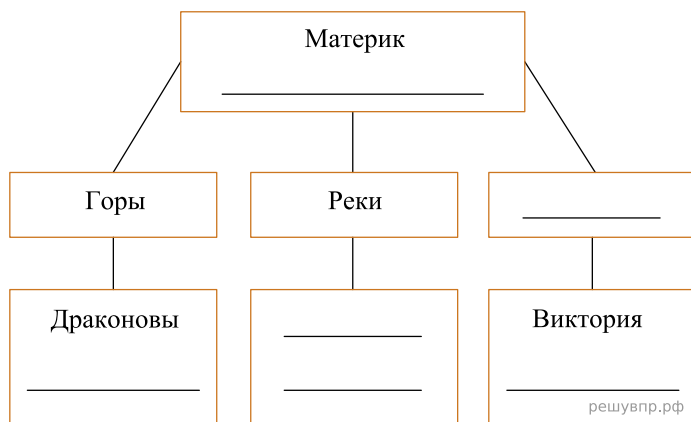 Материк
Горы
Реки
Драконовы
Виктория
решувпр.рф